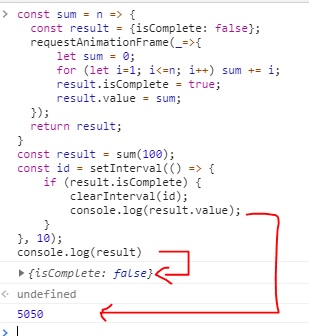 const sum = n => {
const result = {isComplete: false};
requestAnimationFrame(_=>{
let sum = 0;
for (let i=1; i<=n; i++) sum += i;
result.isComplete = true;
result.value = sum;
});
return result;
}
const result = sum(100);
const id = setInterval(() => {
if (result.isComplete) {
clearInterval(id);
console.log(result.value);
}
}, 10);
console.log(result)
{isComplete: false}
undefined
5050